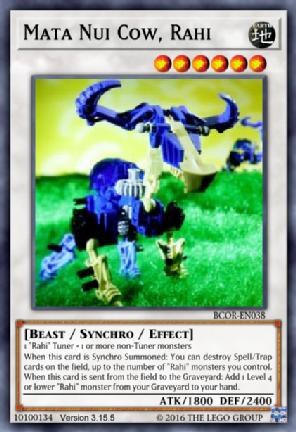 MATA NUI COW, RAHI
EARTH
地
BCOR-EN038
[BEAST / SYNCHRO / EFFECT]
1 "Rahi" Tuner + 1 or more non-Tuner monsters
When this card is Synchro Summoned: You can destroy Spell/Trap
cards on the field, up to the number of "Rahi" monsters you control.
When this card is sent from the field to the Graveyard: Add 1 Level 4
or lower "Rahi" monster from your Graveyard to your hand.
ATK/1800 DEF/2400
10100134 Version 3.15.5 ©2016 THE LEGO GROUP